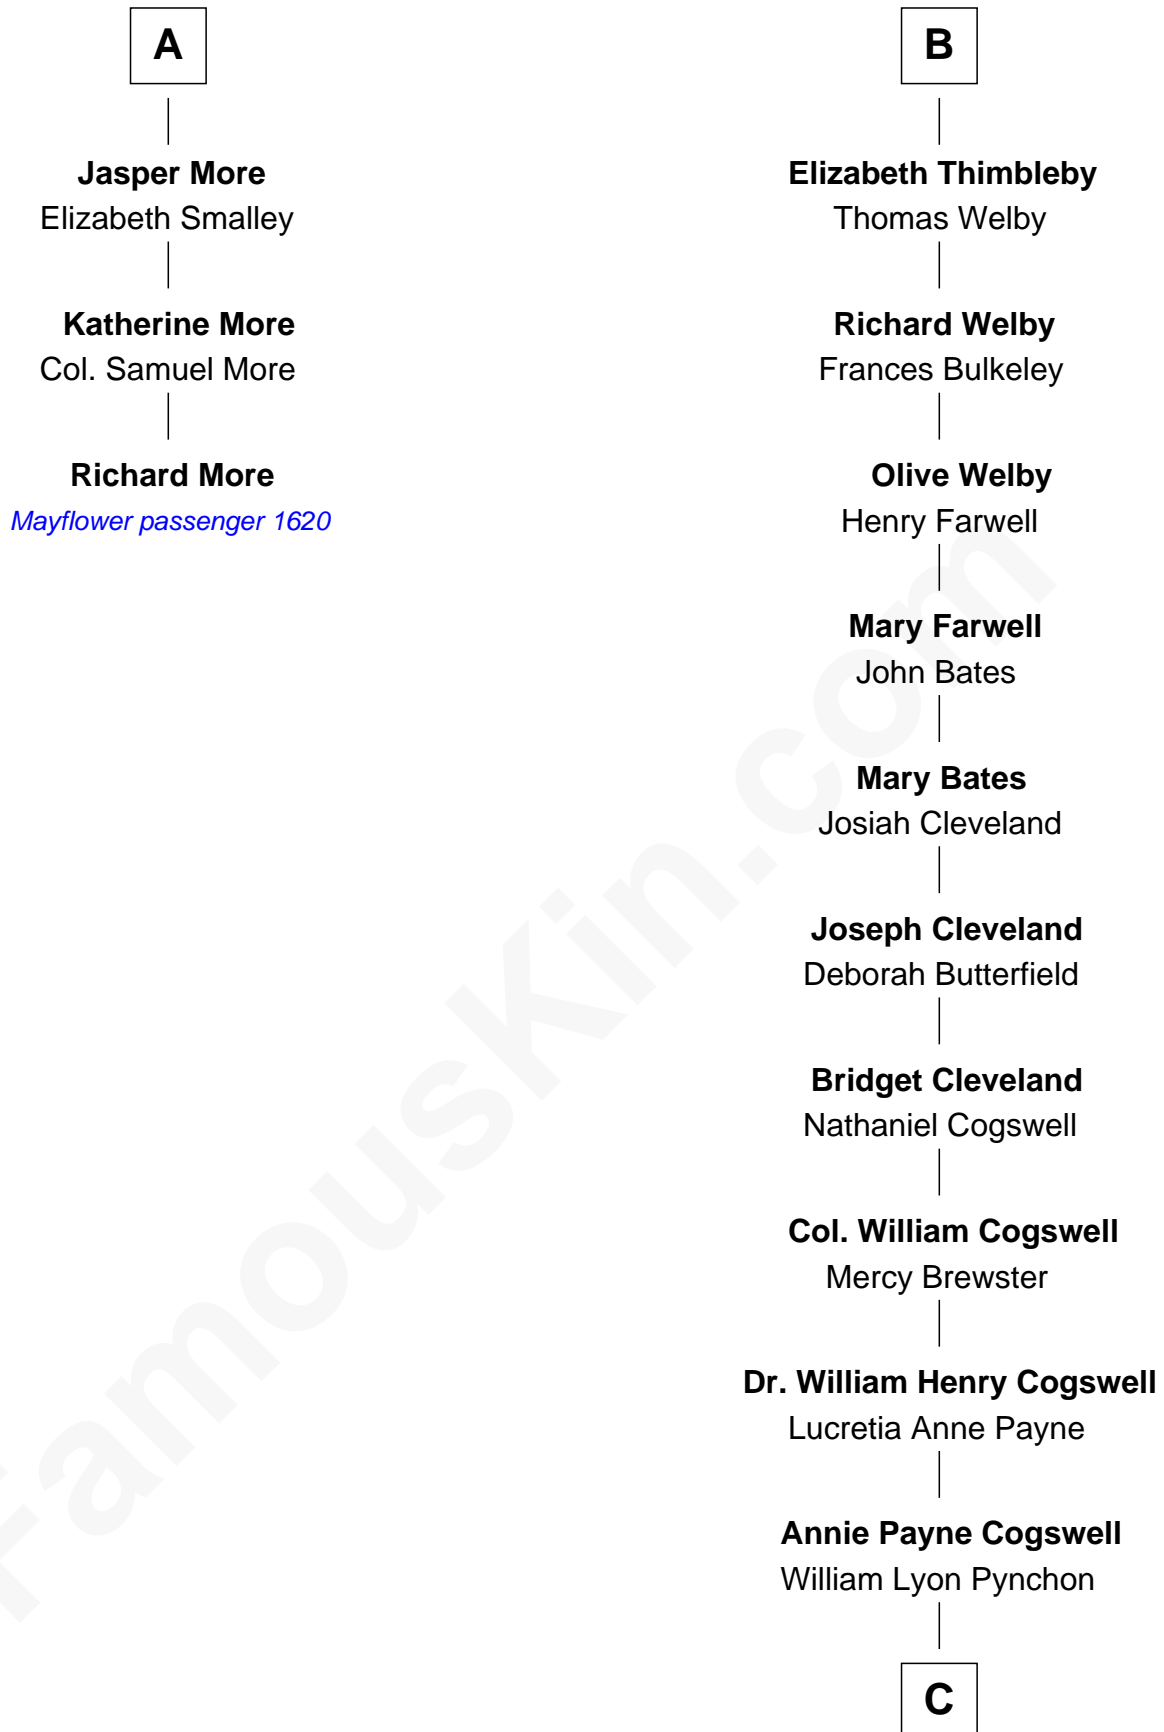 A
Jasper More
Elizabeth Smalley
Katherine More
Col. Samuel More
Richard More
Mayflower passenger 1620
B
Elizabeth Thimbleby
Thomas Welby
Richard Welby
Frances Bulkeley
Olive Welby
Henry Farwell
Mary Farwell
John Bates
Mary Bates
Josiah Cleveland
Joseph Cleveland
Deborah Butterfield
Bridget Cleveland
Nathaniel Cogswell
Col. William Cogswell
Mercy Brewster
Dr. William Henry Cogswell
Lucretia Anne Payne
Annie Payne Cogswell
William Lyon Pynchon
C
FamousKin.com